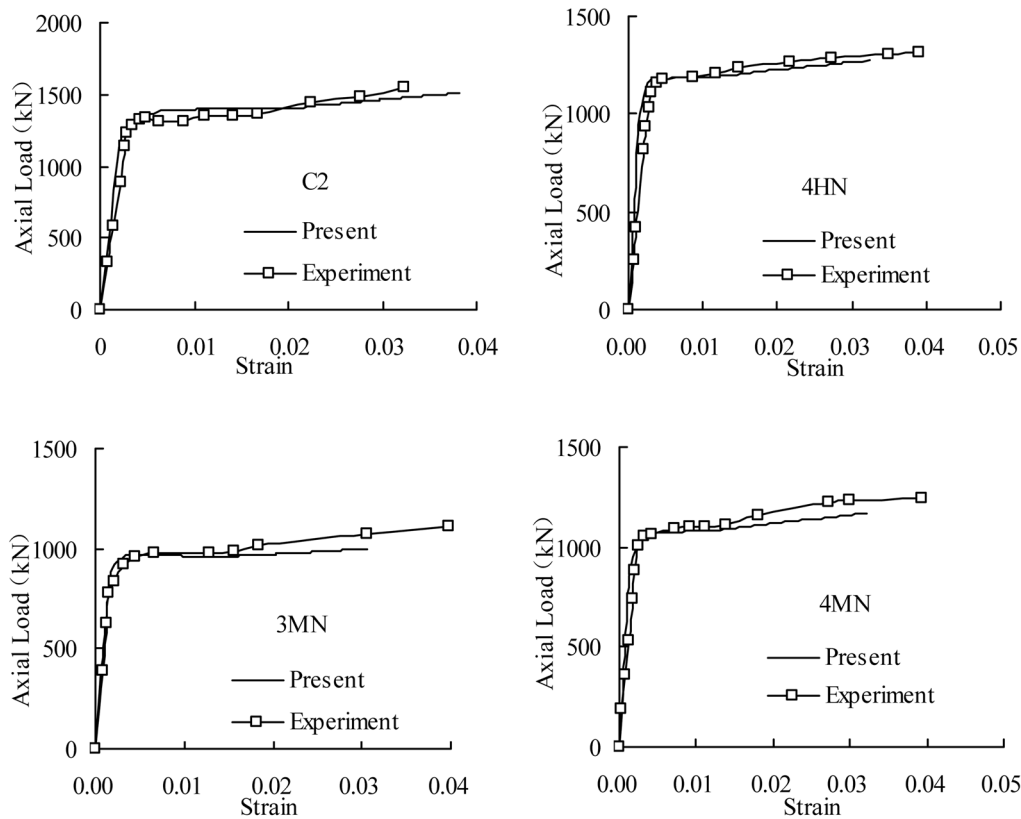 2000
1500
1000
500
0
Axial Load (kN)
C2
Present
Experiment
0 0.01 0.02 0.03 0.04
Strain
1500
1000
500
0
Axial Load (kN)
4HN
Present
Experiment
0.00 0.01 0.02 0.03 0.04 0.05
Strain
1500
1000
500
0
Axial Load (kN)
3MN
Present
Experiment
0.00 0.01 0.02 0.03 0.04
Strain
1500
1000
500
0
Axial Load (kN)
4MN
Present
Experiment
0.00 0.01 0.02 0.03 0.04 0.05
Strain